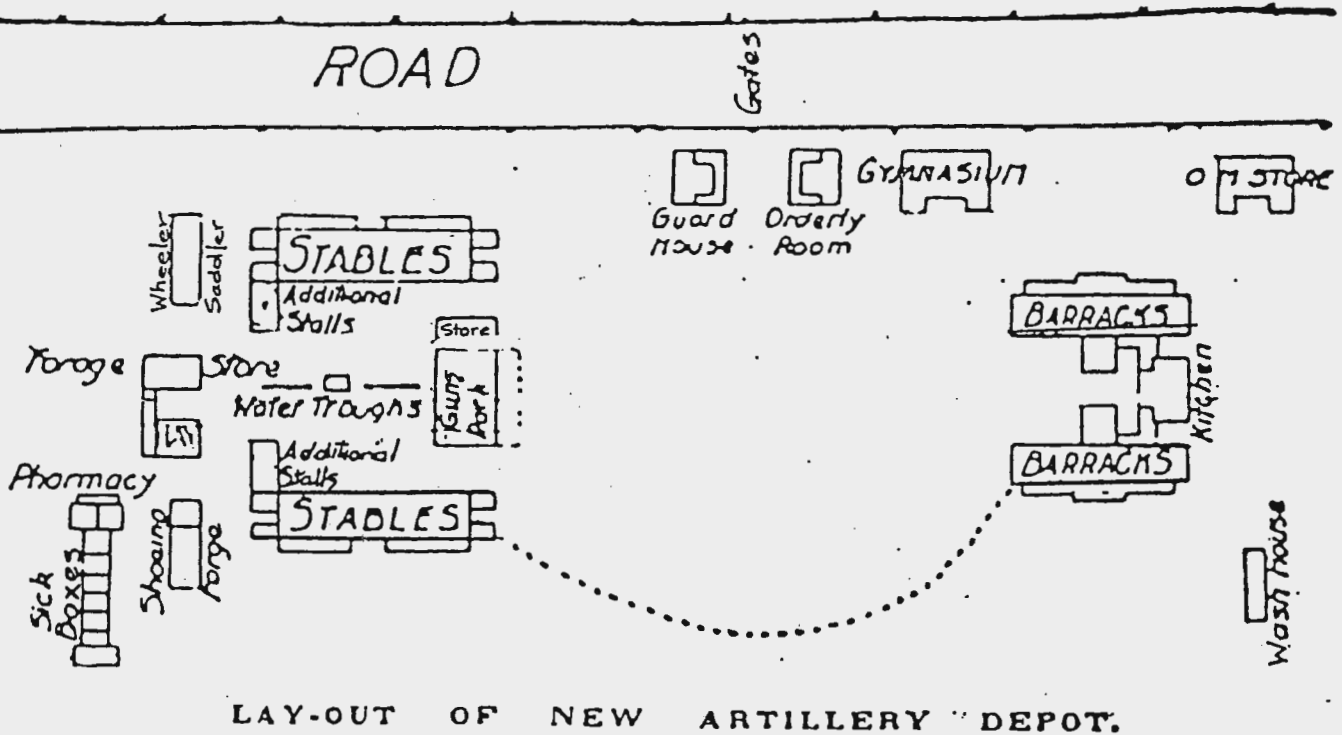 ROAD
Gates
Guard
House
Orderly
Room
GYMNASIUM
Q M STORE
Wheeler
Saddler
STABLES
Additional
Stalls
Store
Gun
Park
Forage Store
Water Troughs
Additional
Stalls
STABLES
Pharmacy
Sick
Boxes
Shoeing
Forge
BARRACKS
Kitchen
BARRACKS
Wash house
LAY-OUT OF NEW ARTILLERY DEPOT.